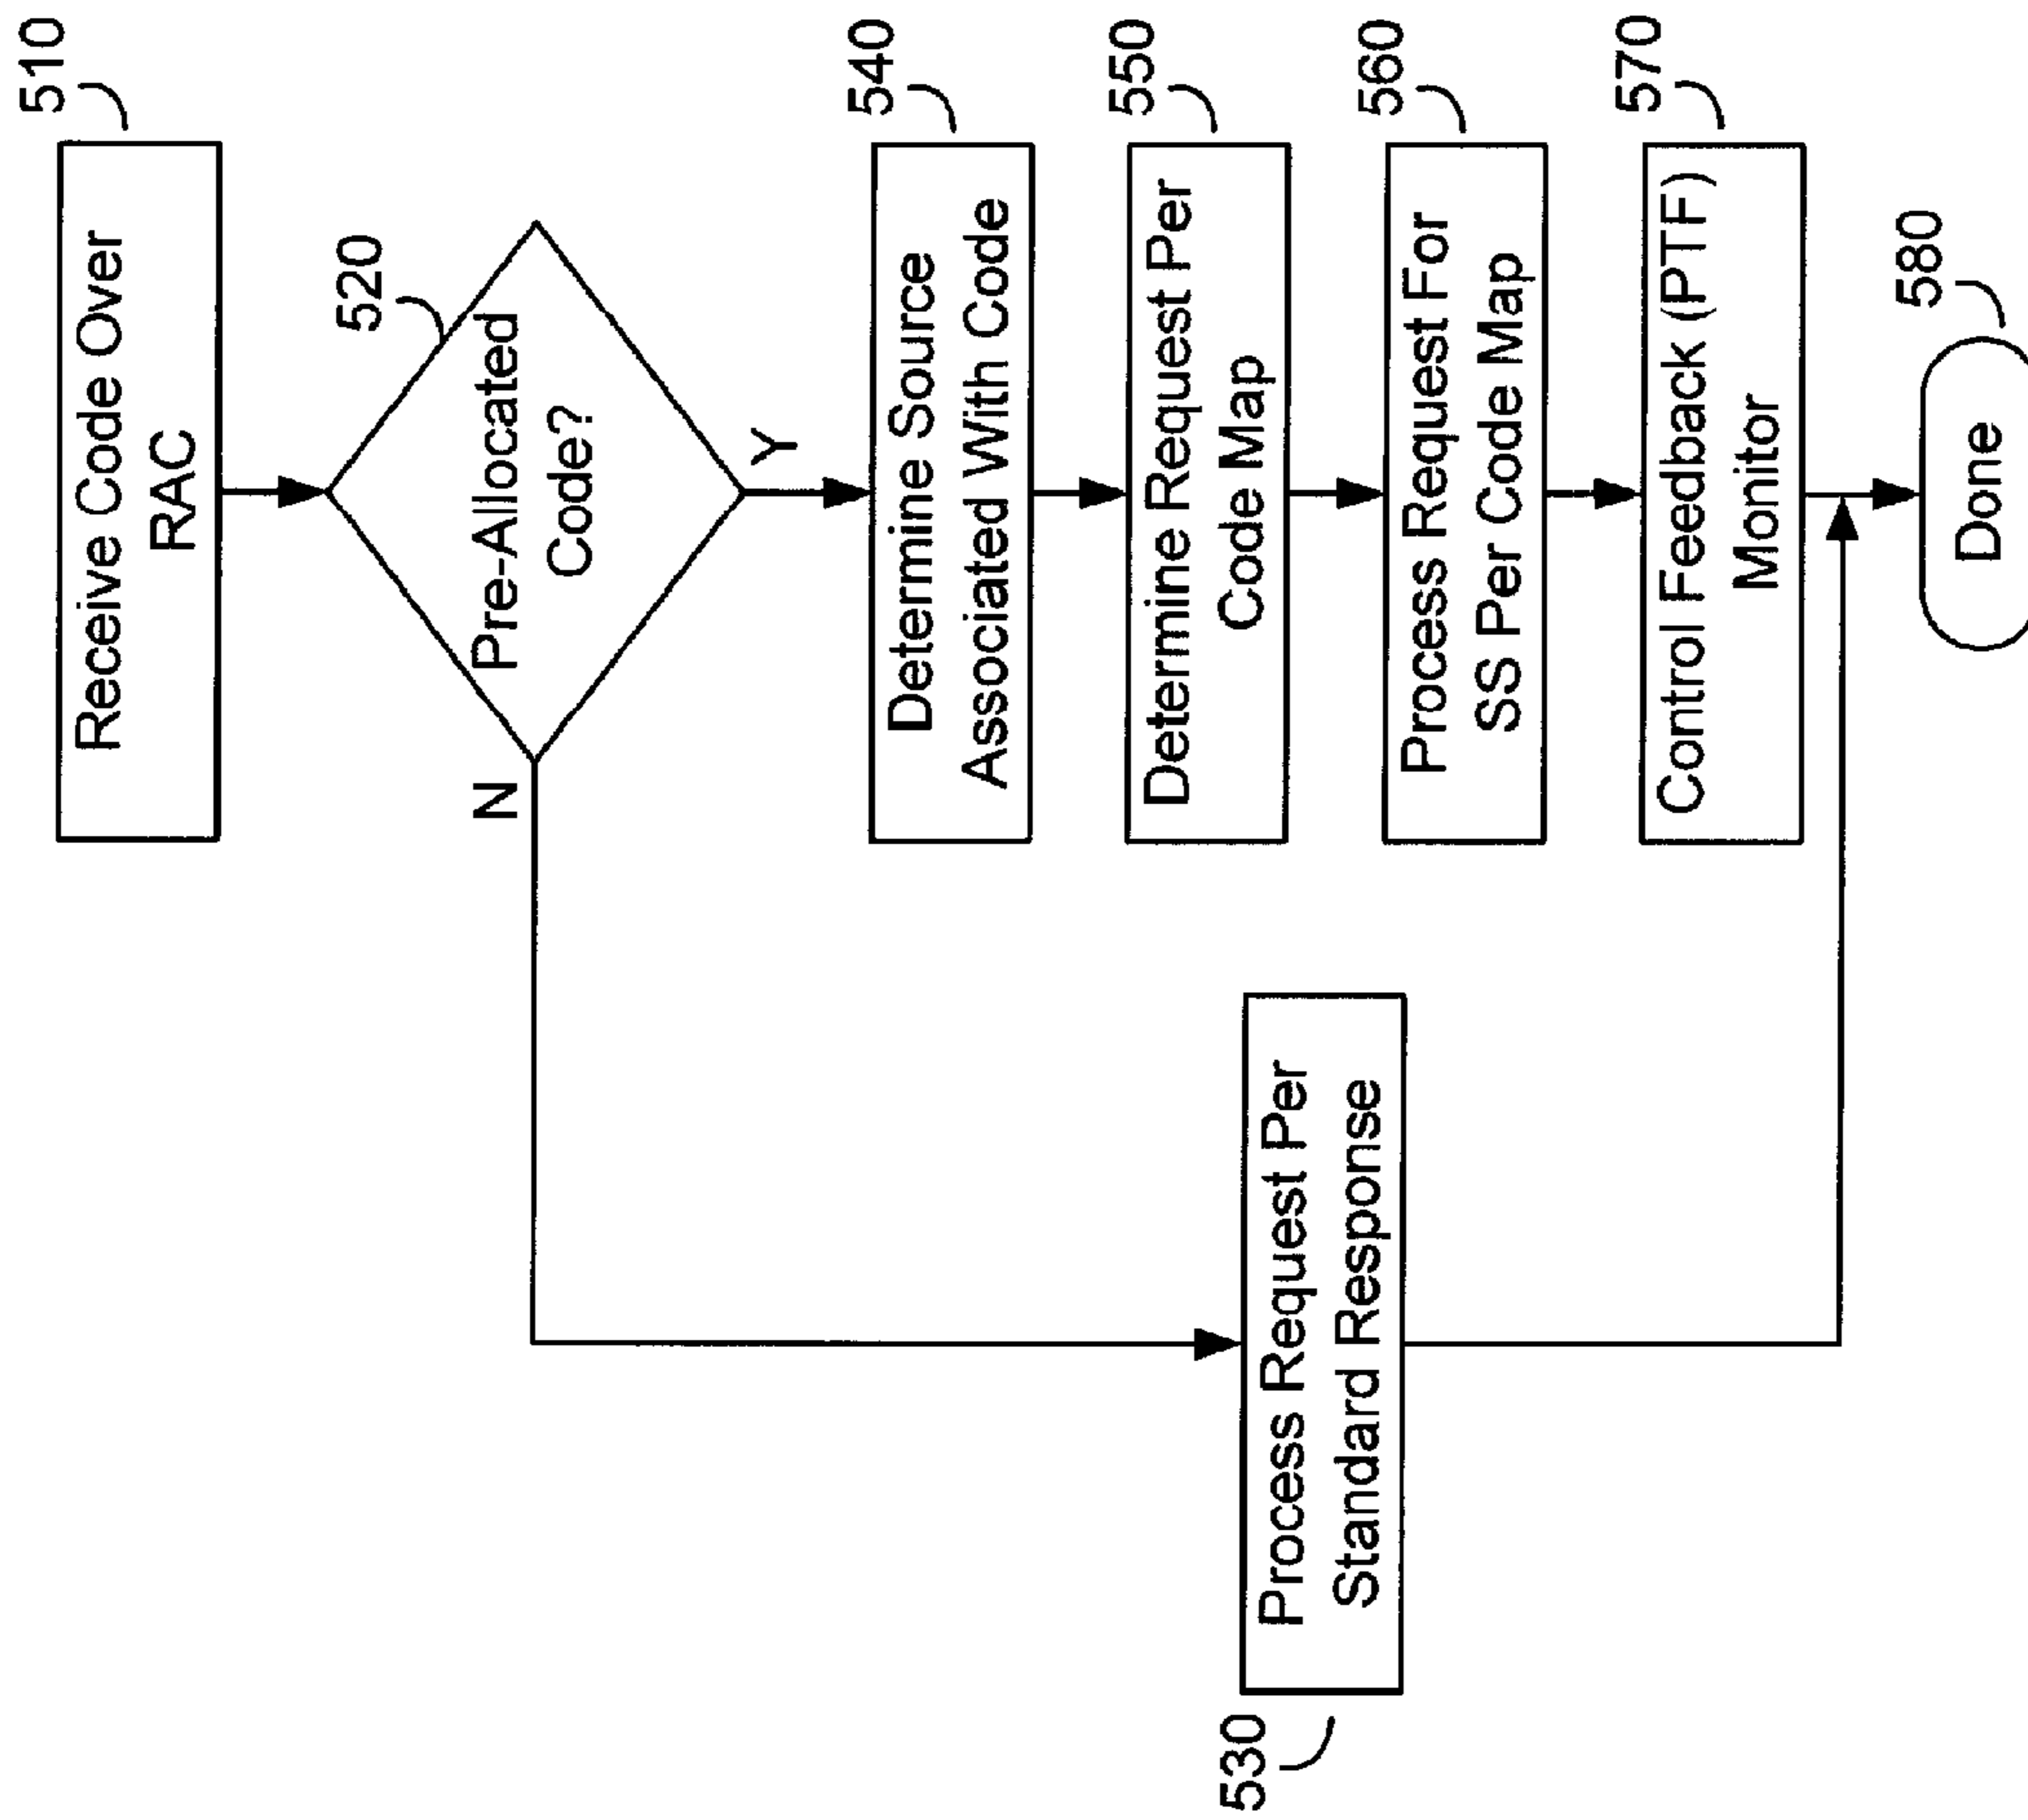 510
Receive Code Over
RAC
520
Pre-Allocated
Code?
N
Y
530
Process Request Per
Standard Response
540
Determine Source
Associated With Code
550
Determine Request Per
Code Map
560
Process Request For
SS Per Code Map
570
Control Feedback (PTF)
Monitor
580
Done